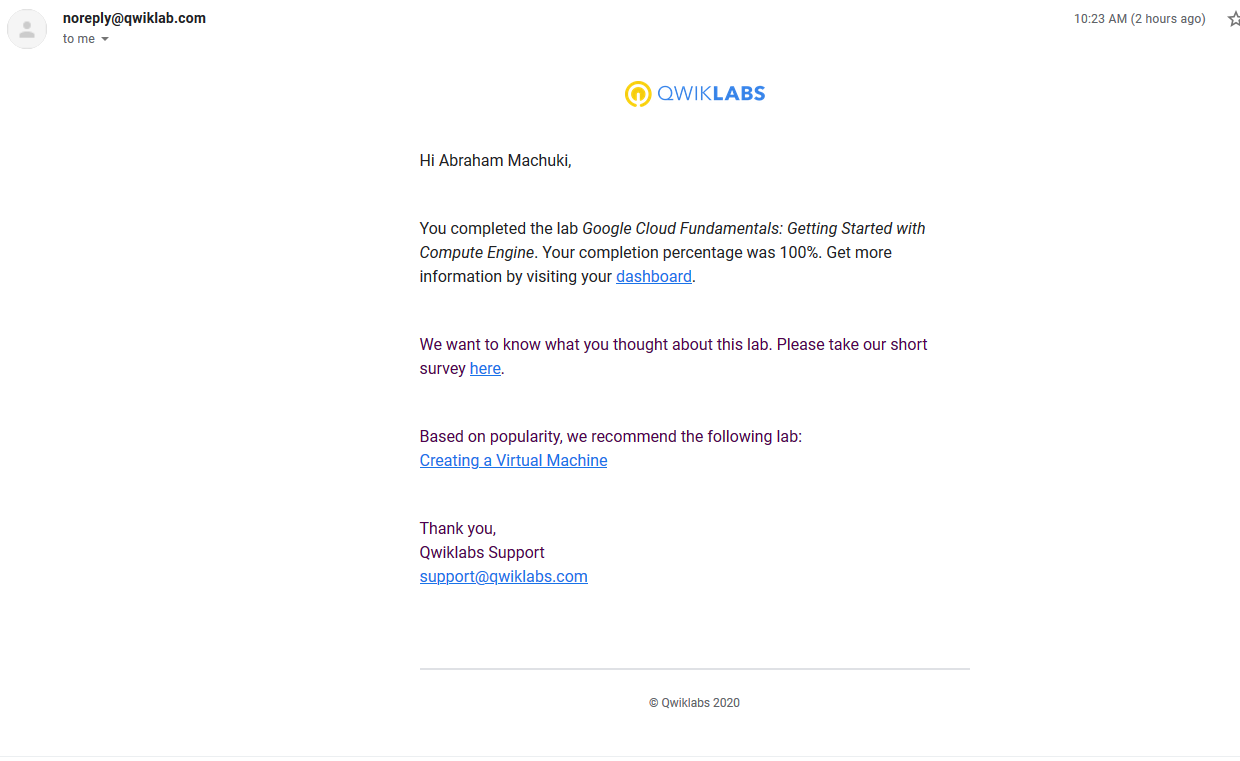 noreply@qwiklab.com
10:23 AM (2 hours ago)
to me
QWIKLABS
Hi Abraham Machuki,
You completed the lab Google Cloud Fundamentals: Getting Started with
Compute Engine. Your completion percentage was 100%. Get more
information by visiting your dashboard.
We want to know what you thought about this lab. Please take our short
survey here.
Based on popularity, we recommend the following lab:
Creating a Virtual Machine
Thank you,
Qwiklabs Support
support@qwiklabs.com
© Qwiklabs 2020